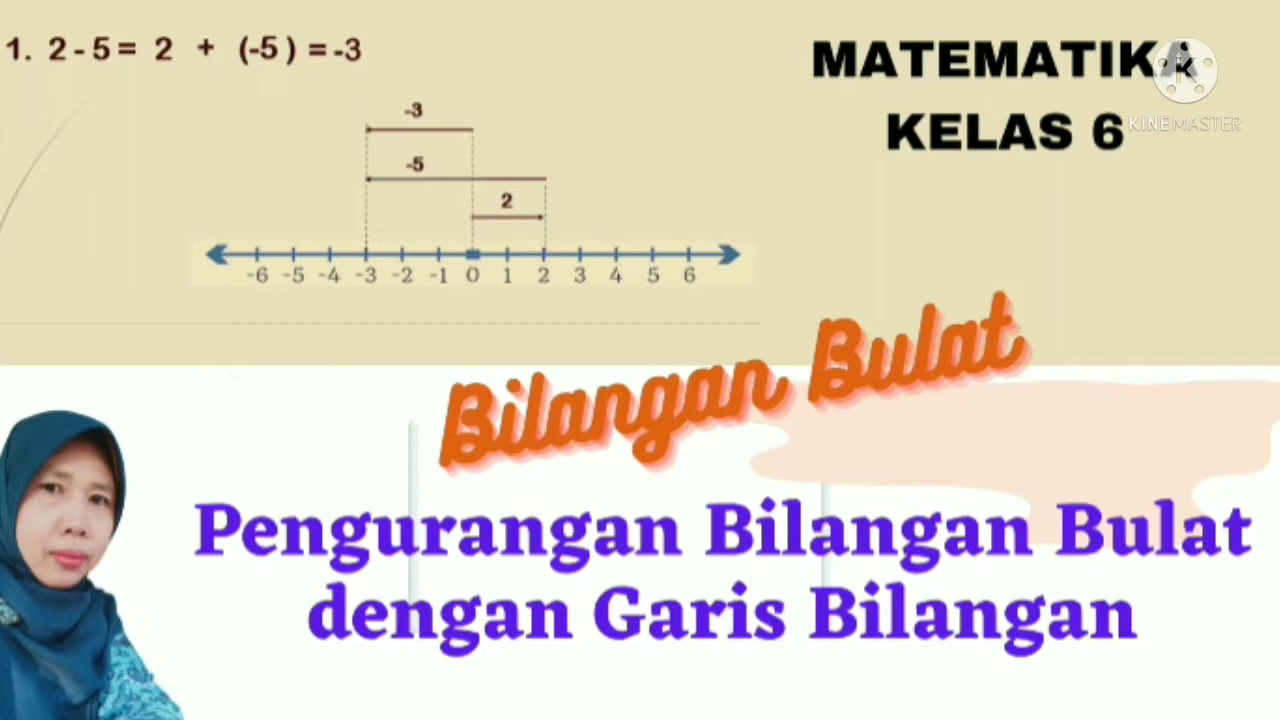 1. 2 - 5 = 2 + (-5) = -3
MATEMATIKA
KELAS 6
KINEMASTER
-3
-5
2
-6 -5 -4 -3 -2 -1 0 1 2 3 4 5 6
Bilangan Bulat
Pengurangan Bilangan Bulat
dengan Garis Bilangan